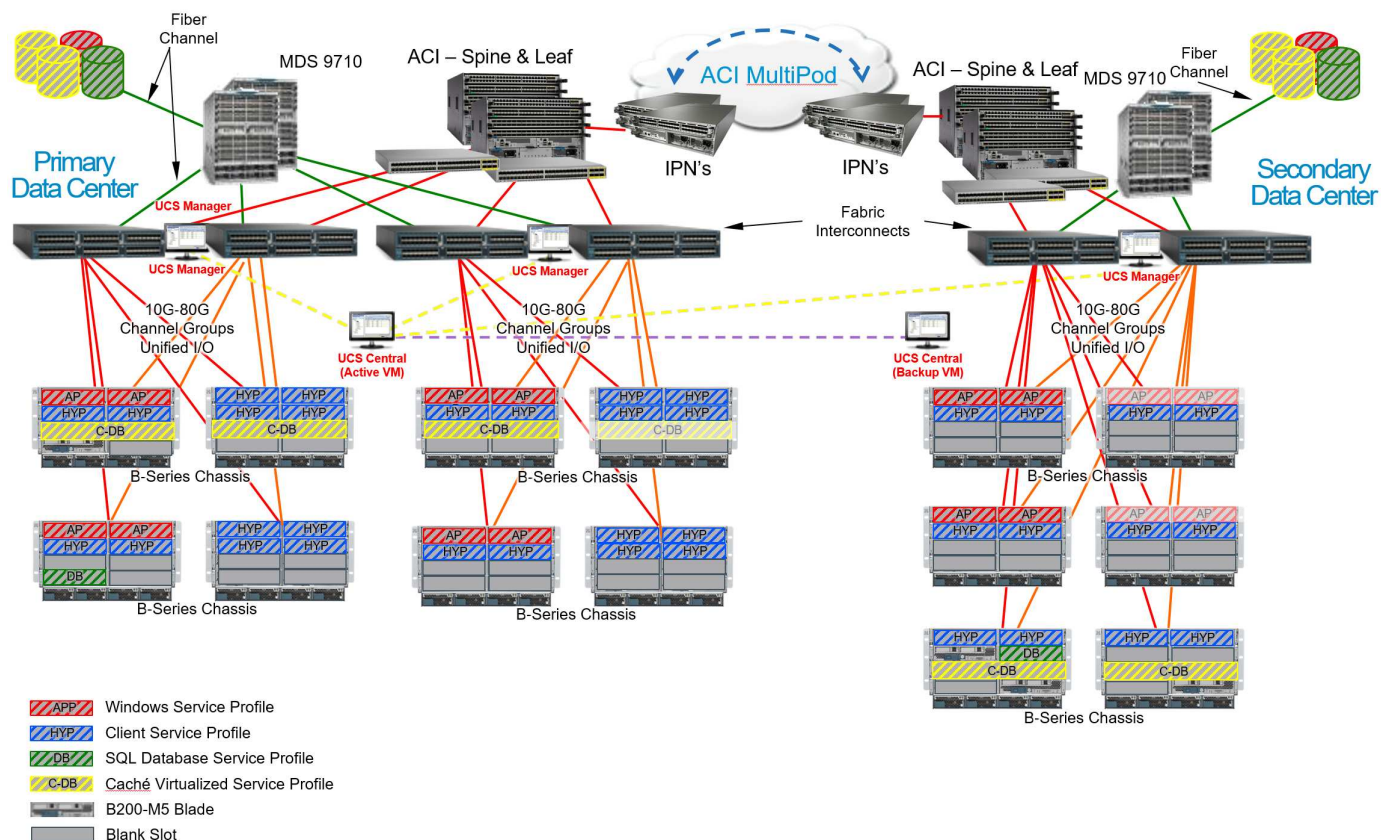 Fiber
Channel
MDS 9710
ACI – Spine & Leaf
ACI MultiPod
IPN's
IPN's
ACI – Spine & Leaf
MDS 9710
Fiber
Channel
Primary
Data Center
Secondary
Data Center
UCS Manager
UCS Manager
UCS Manager
Fabric
Interconnects
UCS Manager
10G-80G
Channel Groups
Unified I/O
UCS Central
(Active VM)
10G-80G
Channel Groups
Unified I/O
UCS Central
(Backup VM)
10G-80G
Channel Groups
Unified I/O
AP AP
HYP HYP
C-DB
HYP HYP
HYP HYP
C-DB
B-Series Chassis
AP AP
HYP HYP
C-DB
HYP HYP
HYP HYP
C-DB
B-Series Chassis
AP AP
HYP HYP
AP AP
HYP HYP
B-Series Chassis
AP AP
HYP HYP
DB
HYP HYP
HYP HYP
B-Series Chassis
AP AP
HYP HYP
HYP HYP
HYP HYP
B-Series Chassis
AP AP
HYP HYP
AP AP
HYP HYP
HYP HYP
DB
C-DB
HYP HYP
C-DB
B-Series Chassis
APP Windows Service Profile
HYP Client Service Profile
DB SQL Database Service Profile
C-DB Caché Virtualized Service Profile
B200-M5 Blade
Blank Slot